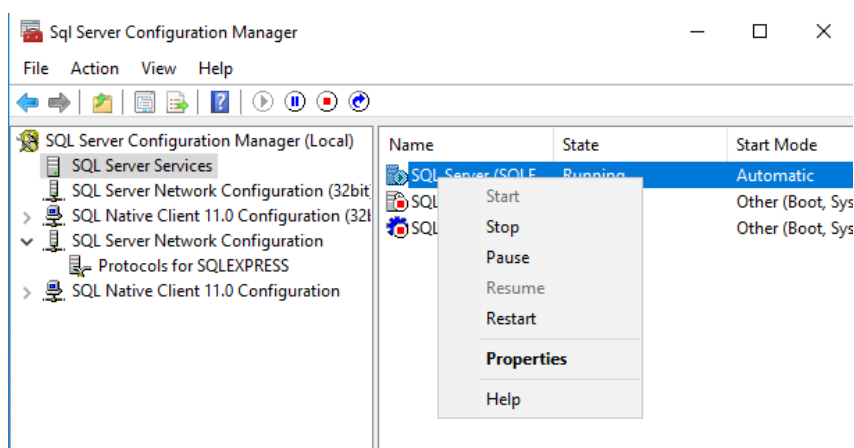 Sql Server Configuration Manager
File Action View Help
SQL Server Configuration Manager (Local)
SQL Server Services
SQL Server Network Configuration (32bit
SQL Native Client 11.0 Configuration (32
SQL Server Network Configuration
Protocols for SQLEXPRESS
SQL Native Client 11.0 Configuration
Name State Start Mode
SQL Server (SQLE Running Automatic
SQL Other (Boot, Sys
SQL Other (Boot, Sys
Start
Stop
Pause
Resume
Restart
Properties
Help